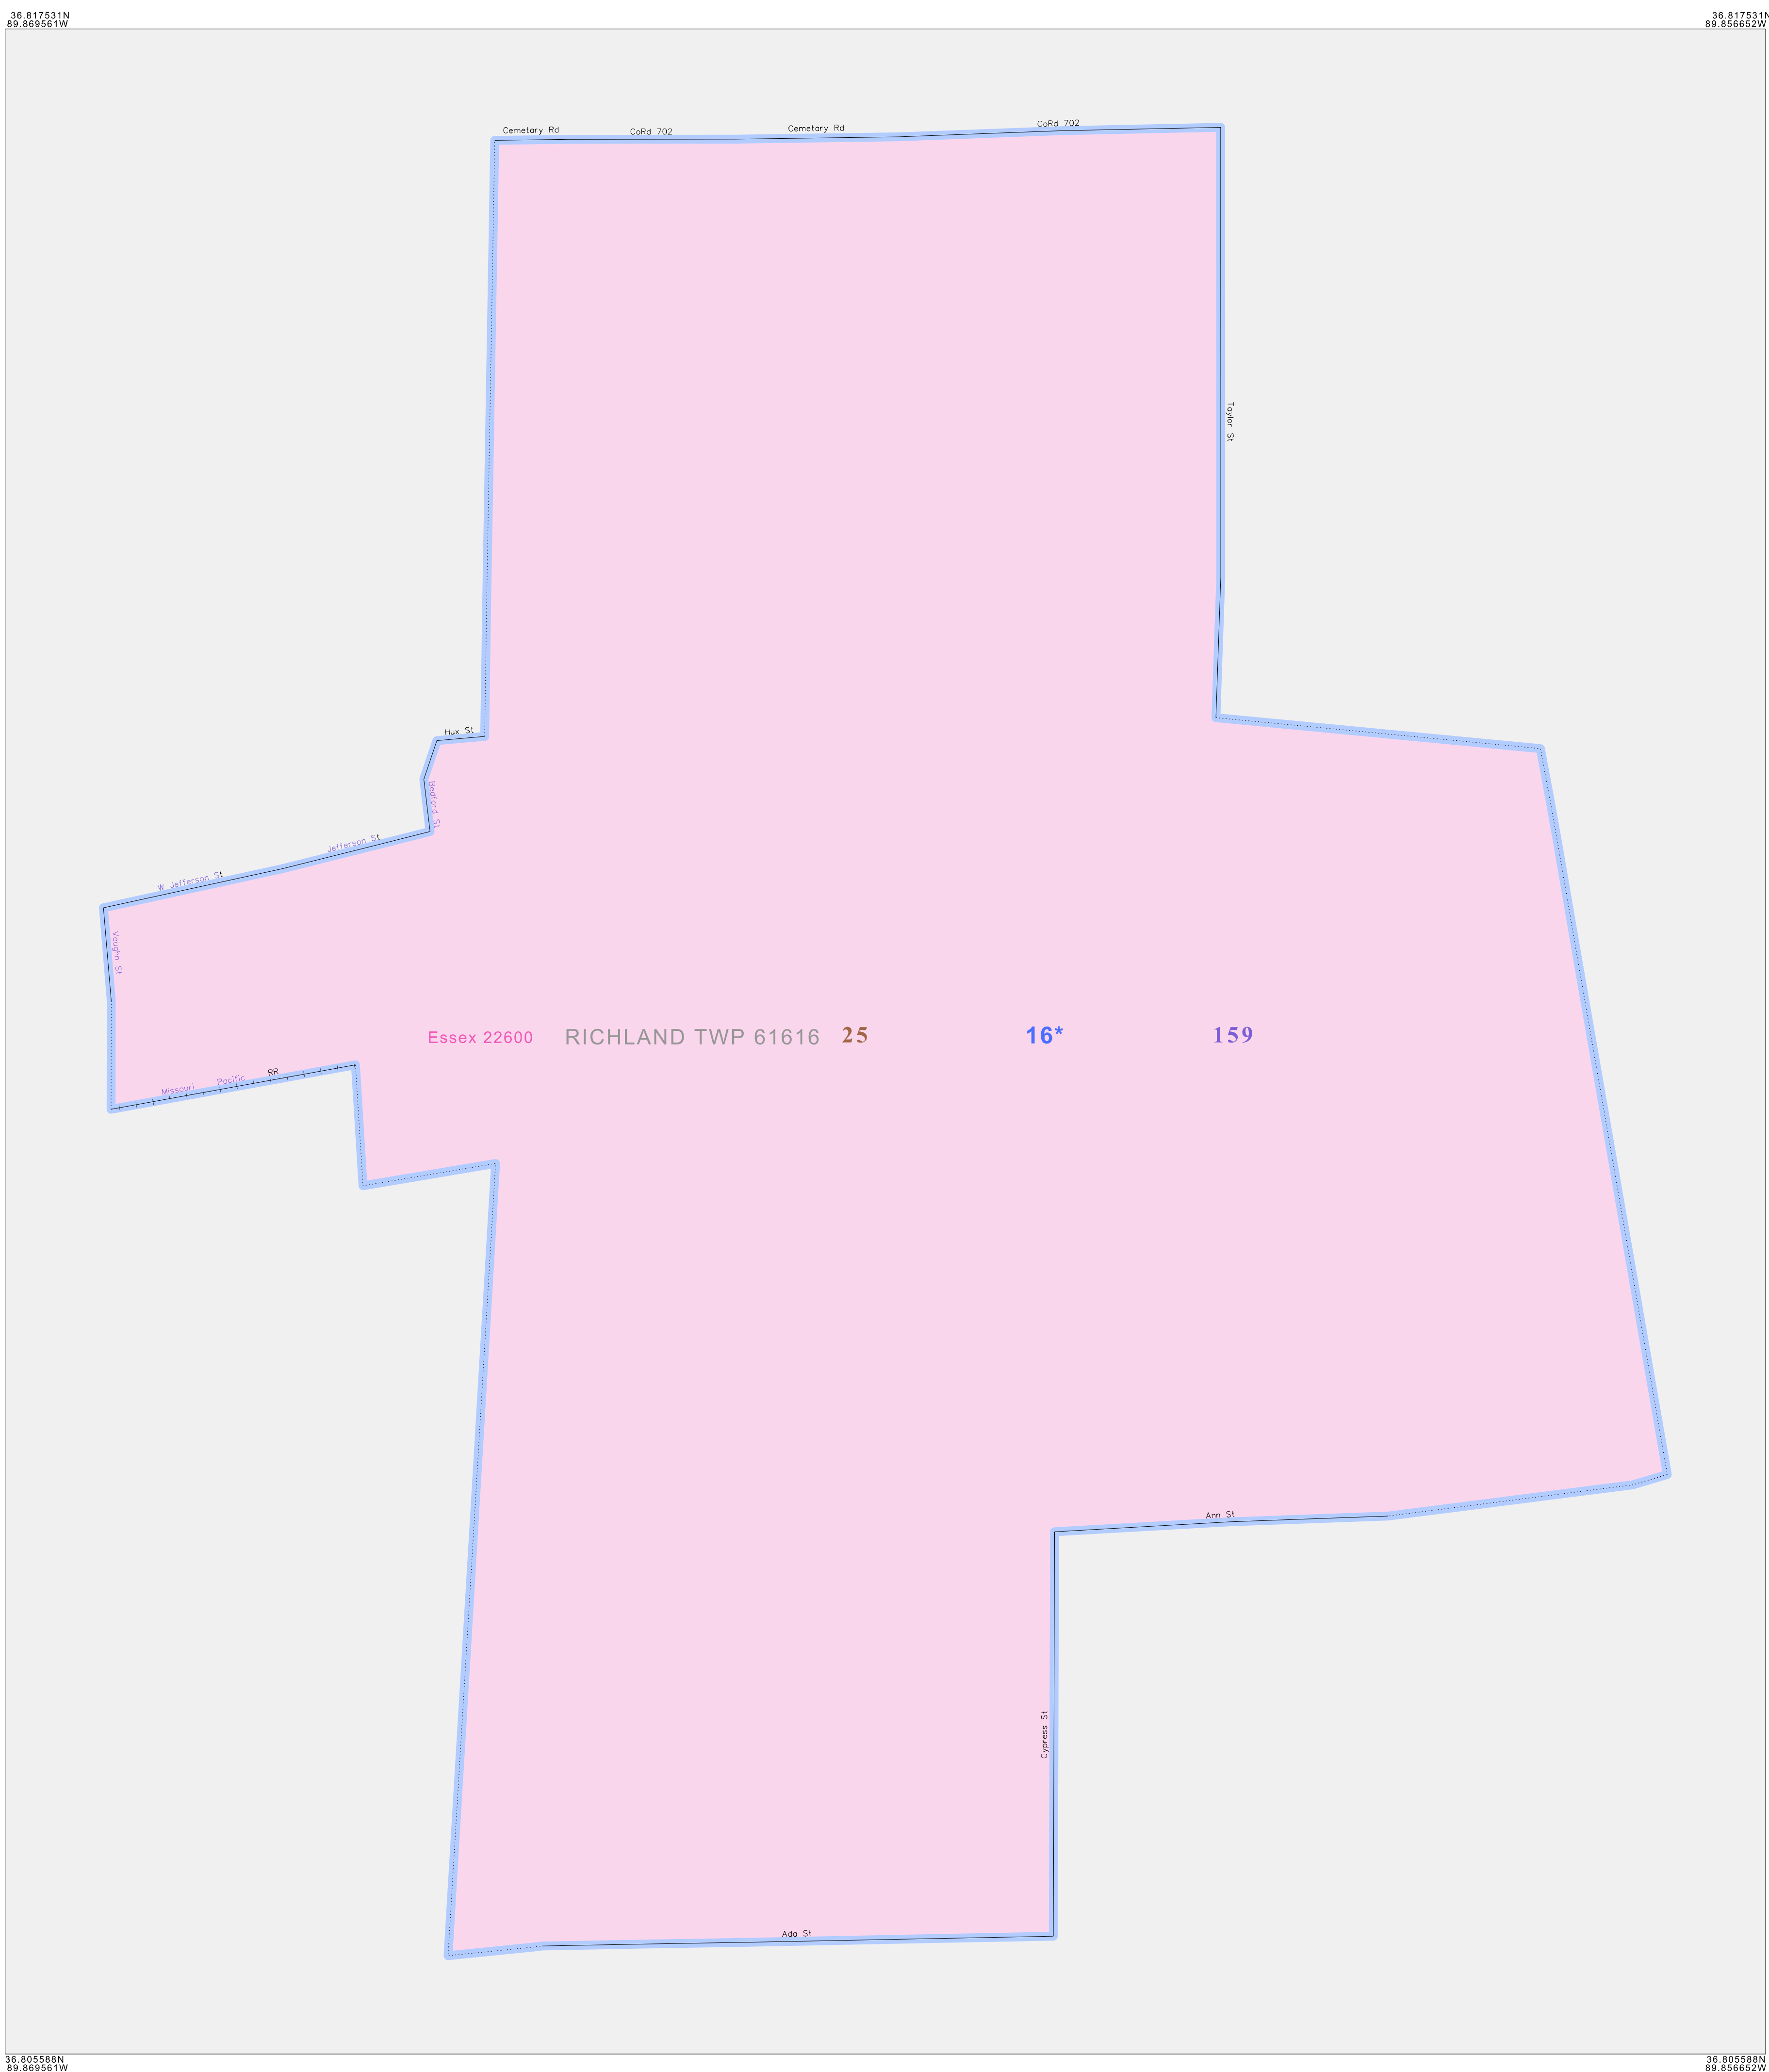 36.817531N
89.869561W
36.817531N
89.856652W
Cemetary Rd
CoRd 702
Cemetary Rd
CoRd 702
Taylor St
Hux St
Bedford St
Jefferson St
W Jefferson St
Vaughn St
Essex 22600
RICHLAND TWP 61616
25
16*
159
Missouri Pacific RR
Ann St
Cypress St
Ada St
36.805588N
89.869561W
36.805588N
89.856652W